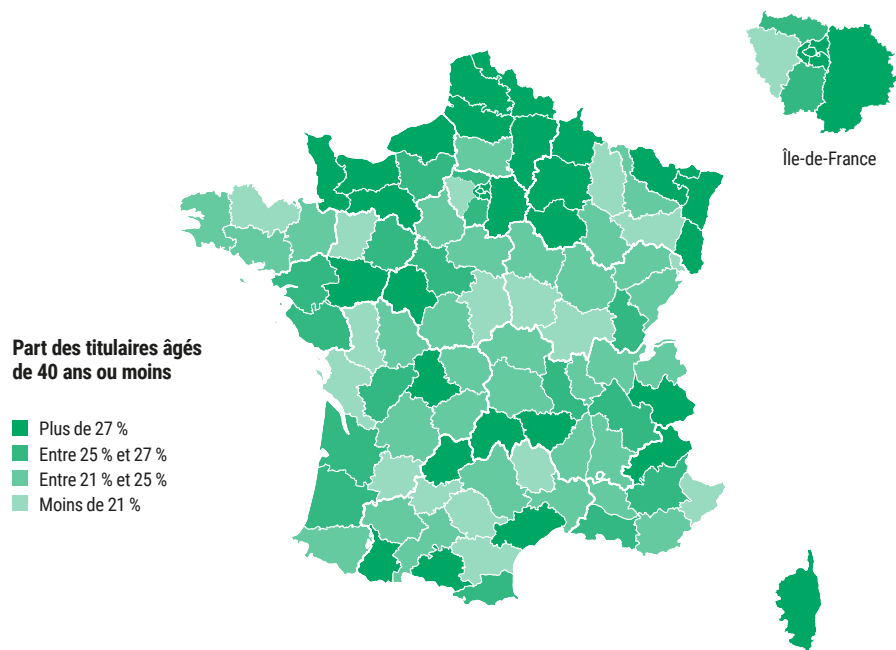 Île-de-France
Part des titulaires âgés
de 40 ans ou moins
Plus de 27 %
Entre 25 % et 27 %
Entre 21 % et 25 %
Moins de 21 %